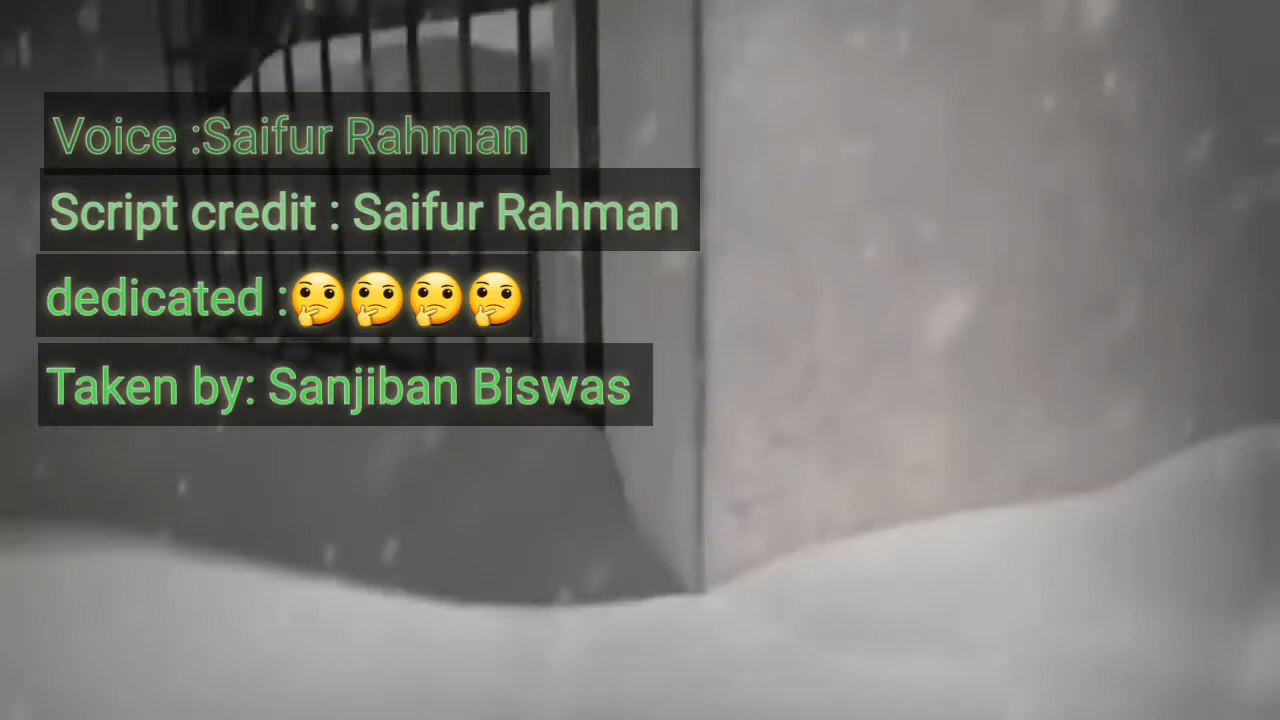 Voice :Saifur Rahman
Script credit : Saifur Rahman
dedicated :🤔🤔🤔🤔
Taken by: Sanjiban Biswas